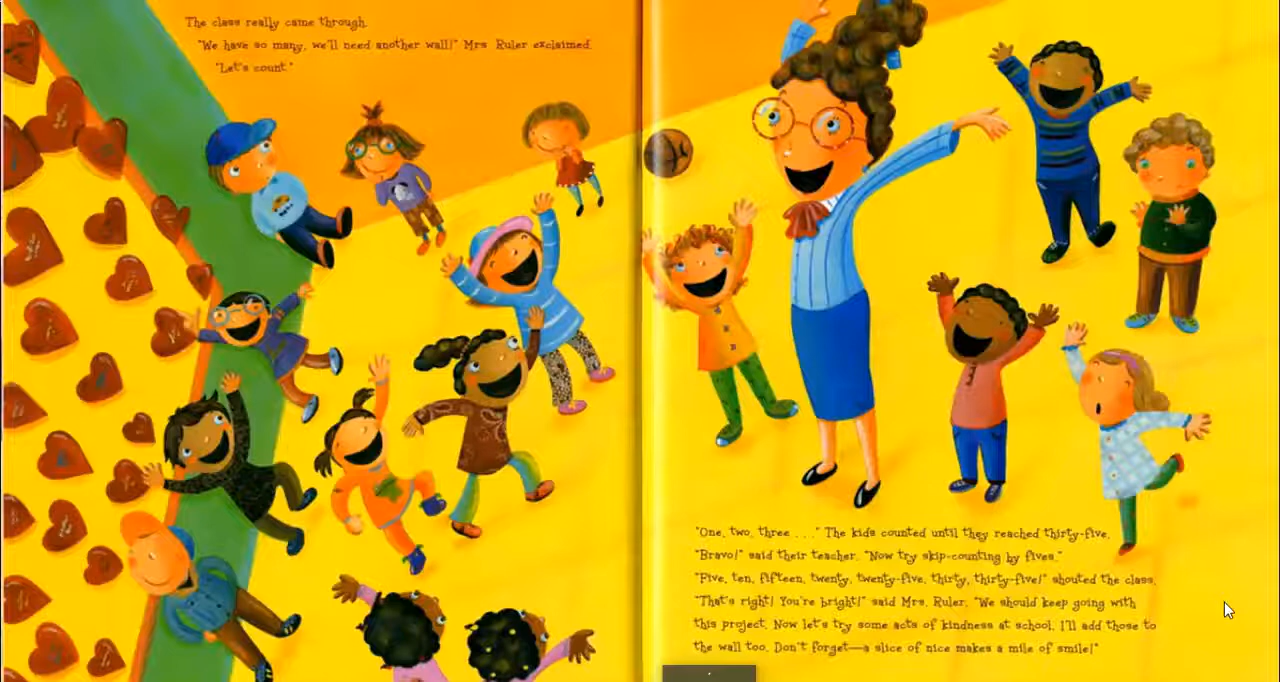 The class really came through.
"We have so many, we'll need another wall!" Mrs. Ruler exclaimed.
"Let's count."
"One, two, three . . ." The kids counted until they reached thirty-five.
"Bravo!" said their teacher. "Now try skip-counting by fives."
"Five, ten, fifteen, twenty, twenty-five, thirty, thirty-five!" shouted the class.
"That's right! You're bright!" said Mrs. Ruler. "We should keep going with
this project. Now let's try some acts of kindness at school. I'll add those to
the wall too. Don't forget—a slice of nice makes a mile of smile!"